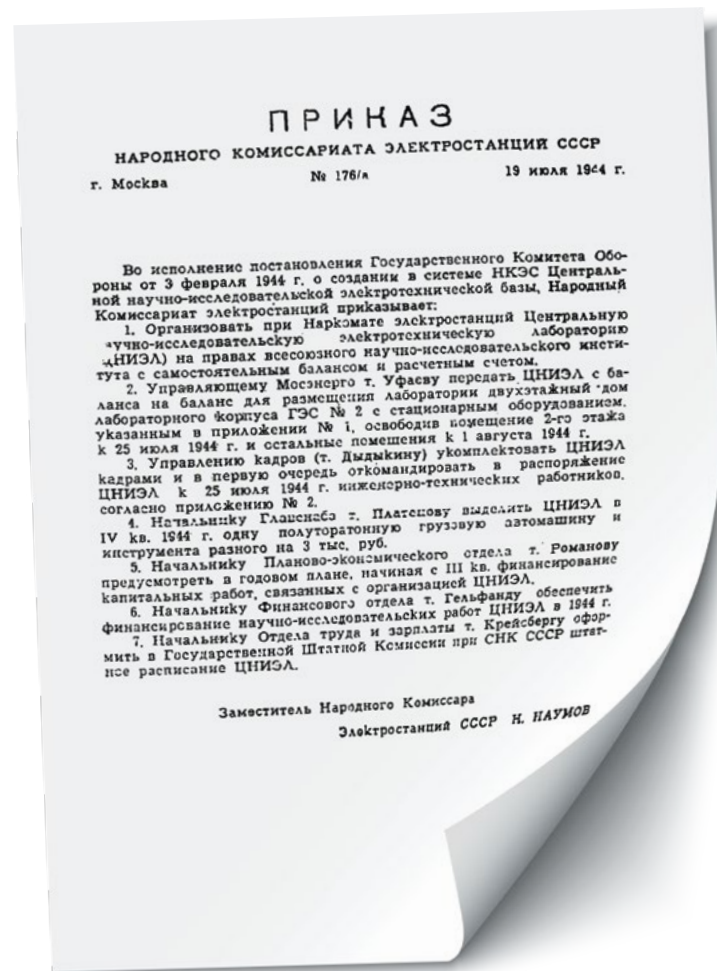 ПРИКАЗ
НАРОДНОГО КОМИССАРИАТА ЭЛЕКТРОСТАНЦИЙ СССР
г. Москва № 176/а 19 июля 1944 г.
Во исполнение постановления Государственного Комитета Обо-
роны от 3 февраля 1944 г. о создании в системе НКЭС Централь-
ной научно-исследовательской электротехнической базы, Народный
Комиссариат электростанций приказывает:
1. Организовать при Наркомате электростанций Центральную
научно-исследовательскую электротехническую лабораторию
(ЦНИЭЛ) на правах всесоюзного научно-исследовательского инсти-
тута с самостоятельным балансом и расчетным счетом.
2. Управляющему Мосэнерго т. Уфаеву передать ЦНИЭЛ с ба-
ланса на баланс для размещения лаборатории двухэтажный дом
лабораторного корпуса ГЭС № 2 с стационарным оборудованием,
указанным в приложении № 1, освободив помещение 2-го этажа
к 25 июля 1944 г. и остальные помещения к 1 августа 1944 г.
3. Управлению кадров (т. Дыдыкину) укомплектовать ЦНИЭЛ
кадрами и в первую очередь откомандировать в распоряжение
ЦНИЭЛ к 25 июля 1944 г. инженерно-технических работников,
согласно приложению № 2.
4. Начальнику Главснаба т. Платенову выделить ЦНИЭЛ в
IV кв. 1944 г. одну полуторатонную грузовую автомашину и
инструмента разного на 3 тыс. руб.
5. Начальнику Планово-экономического отдела т. Романову
предусмотреть в годовом плане, начиная с III кв. финансирование
капитальных работ, связанных с организацией ЦНИЭЛ.
6. Начальнику Финансового отдела т. Гельфанду обеспечить
финансирование научно-исследовательских работ ЦНИЭЛ в 1944 г.
7. Начальнику Отдела труда и зарплаты т. Крейсбергу офор-
мить в Государственной Штатной Комиссии при СНК СССР штат-
ное расписание ЦНИЭЛ.
Заместитель Народного Комиссара
Электростанций СССР Н. НАУМОВ